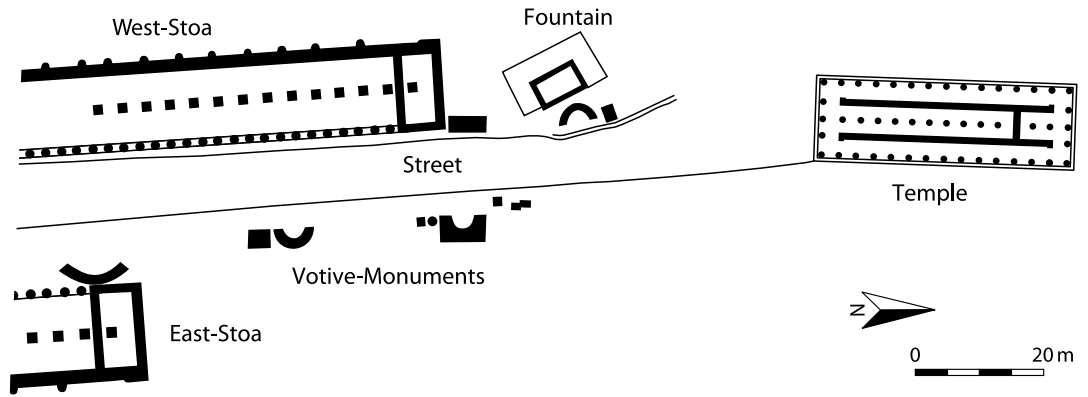 Fountain
West-Stoa
Street
Temple
Votive-Monuments
East-Stoa
N
0 20 m